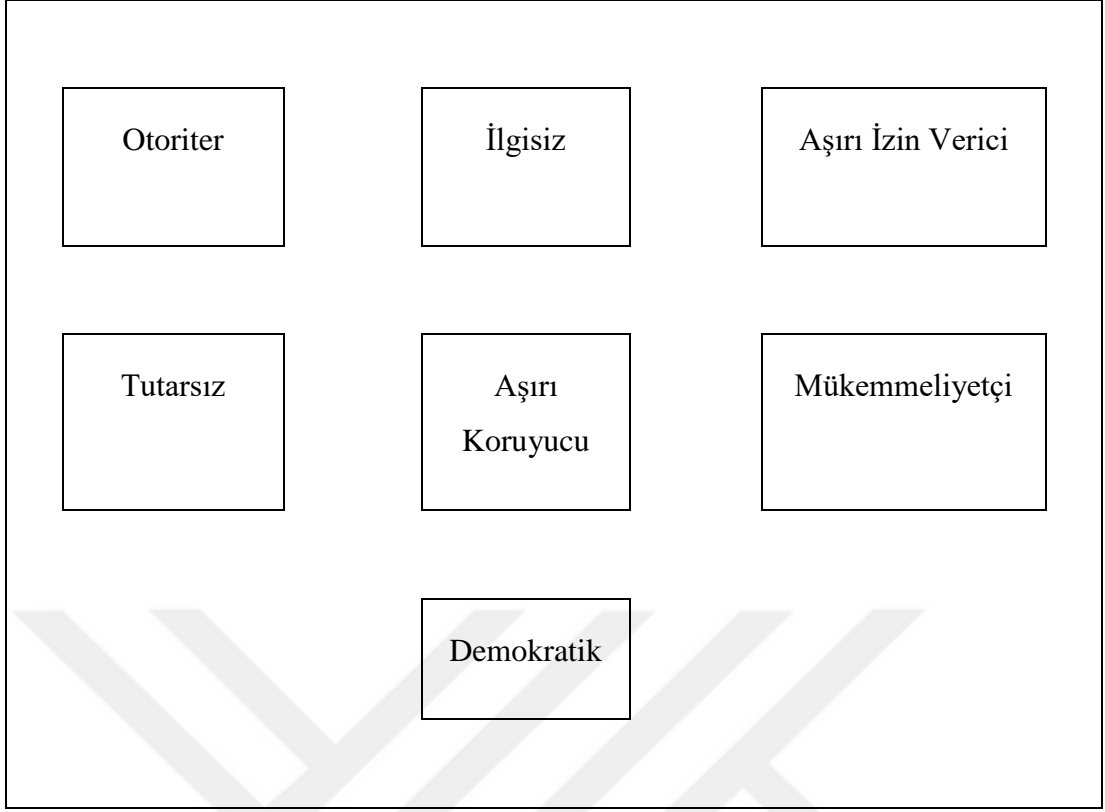 Otoriter
İlgisiz
Aşırı İzin Verici
Tutarsız
Aşırı
Koruyucu
Mükemmeliyetçi
Demokratik